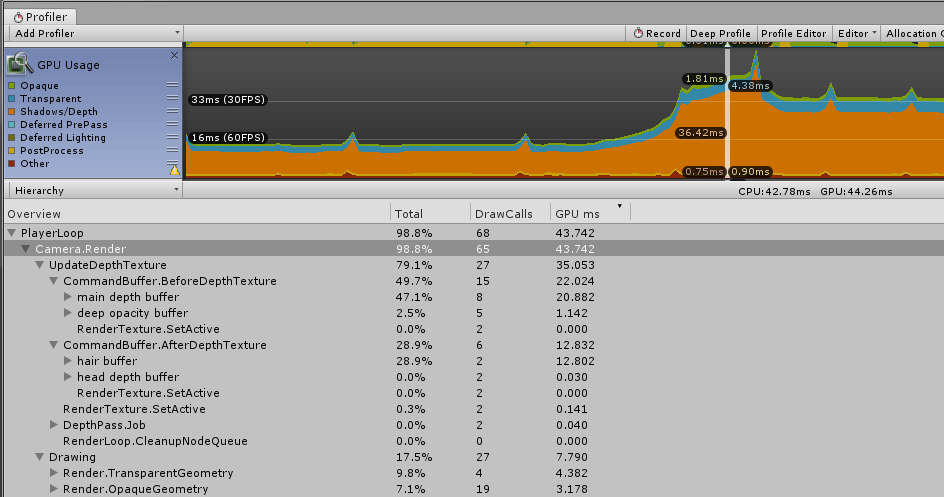 Profiler
Add Profiler Record Deep Profile Profile Editor Editor Allocation
GPU Usage
Opaque
Transparent
Shadows/Depth
Deferred PrePass
Deferred Lighting
PostProcess
Other
1.81ms
4.38ms
33ms (30FPS)
36.42ms
16ms (60FPS)
0.75ms 0.90ms
Hierarchy CPU:42.78ms GPU:44.26ms
Overview Total DrawCalls GPU ms
PlayerLoop 98.8% 68 43.742
Camera.Render 98.8% 65 43.742
UpdateDepthTexture 79.1% 27 35.053
CommandBuffer.BeforeDepthTexture 49.7% 15 22.024
main depth buffer 47.1% 8 20.882
deep opacity buffer 2.5% 5 1.142
RenderTexture.SetActive 0.0% 2 0.000
CommandBuffer.AfterDepthTexture 28.9% 6 12.832
hair buffer 28.9% 2 12.802
head depth buffer 0.0% 2 0.030
RenderTexture.SetActive 0.0% 2 0.000
RenderTexture.SetActive 0.3% 2 0.141
DepthPass.Job 0.0% 2 0.040
RenderLoop.CleanupNodeQueue 0.0% 0 0.000
Drawing 17.5% 27 7.790
Render.TransparentGeometry 9.8% 4 4.382
Render.OpaqueGeometry 7.1% 19 3.178